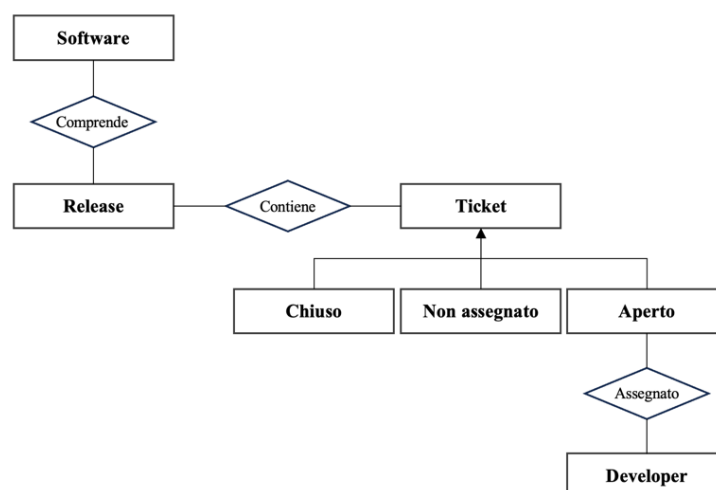 Software
Comprende
Release
Contiene
Ticket
Chiuso
Non assegnato
Aperto
Assegnato
Developer